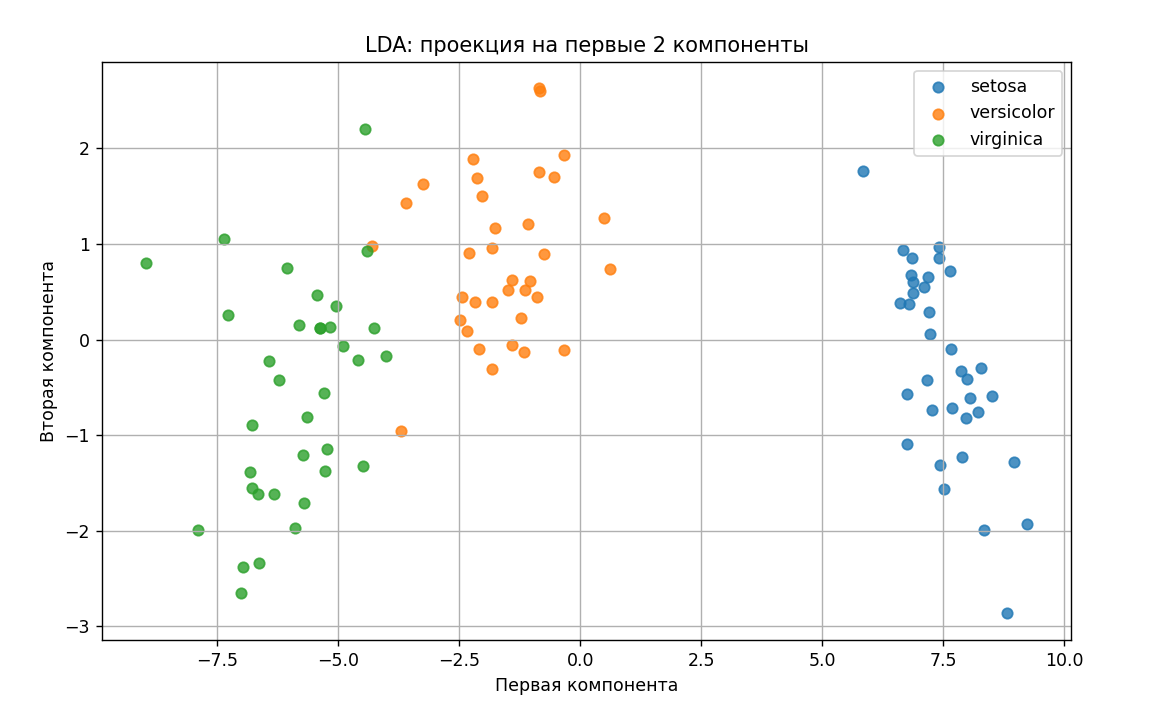 LDA: проекция на первые 2 компоненты
setosa
versicolor
virginica
Вторая компонента
2
1
0
−1
−2
−3
−7.5 −5.0 −2.5 0.0 2.5 5.0 7.5 10.0
Первая компонента